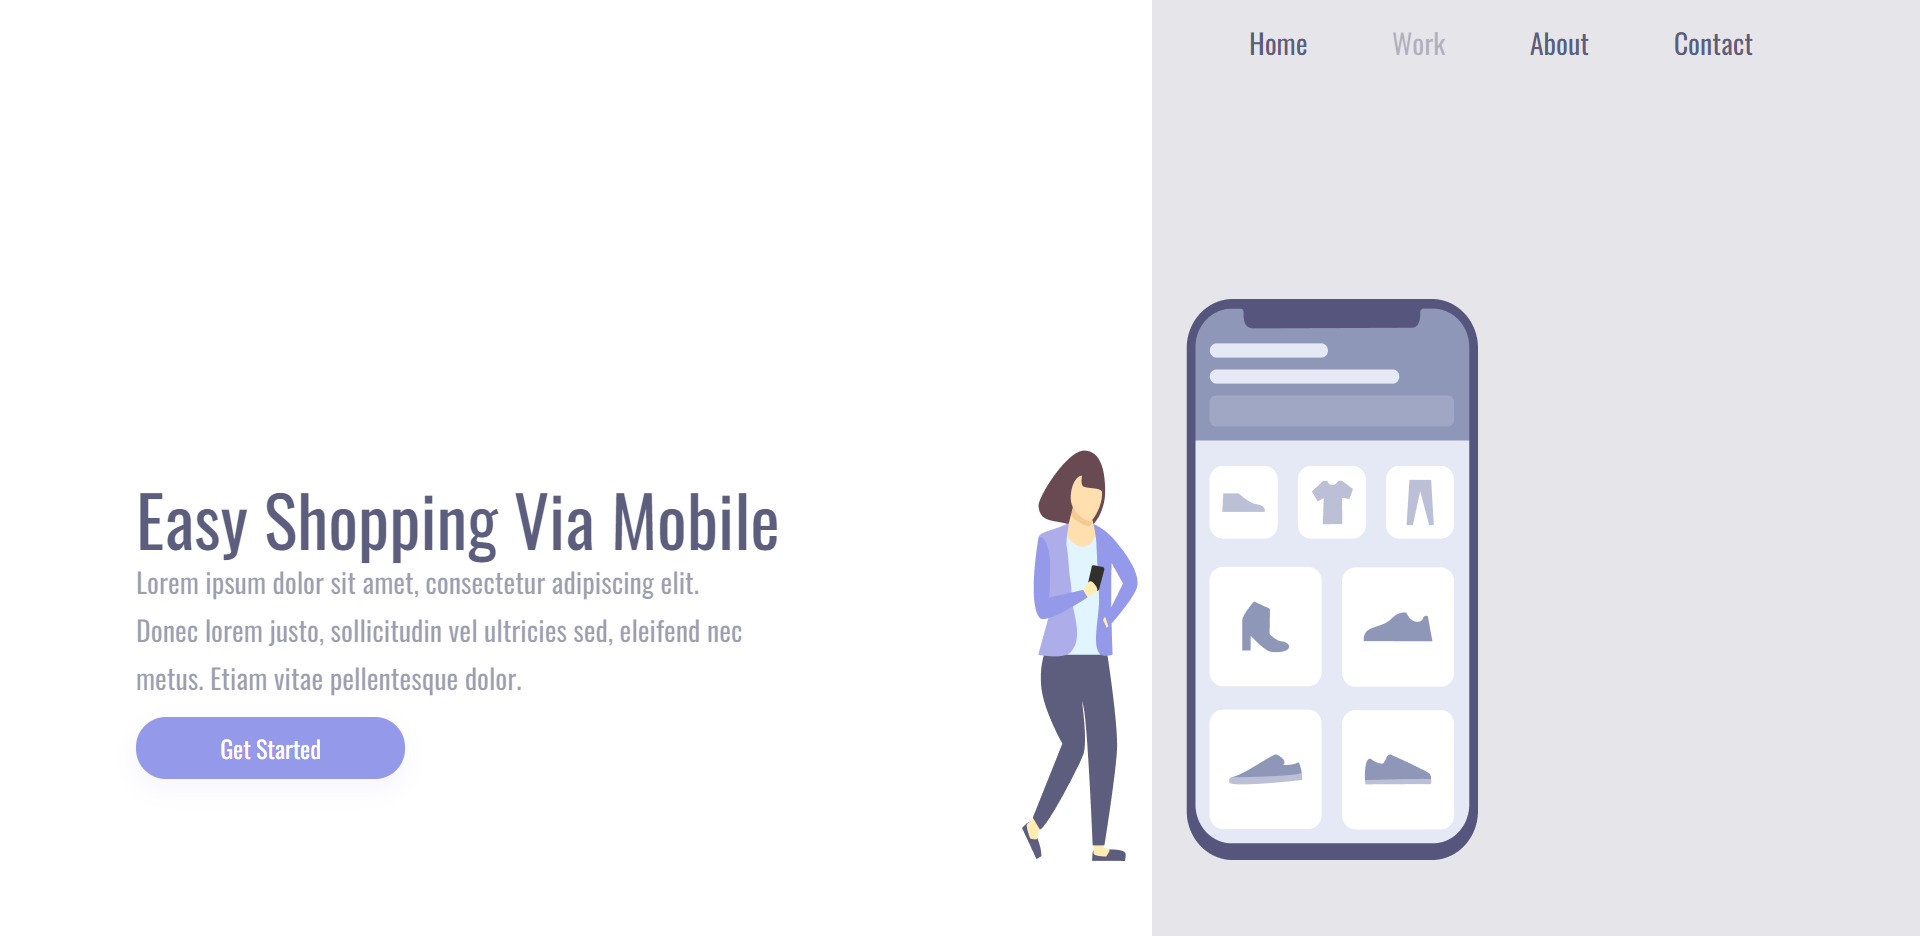 Home
Work
About
Contact
Easy Shopping Via Mobile
Lorem ipsum dolor sit amet, consectetur adipiscing elit.
Donec lorem justo, sollicitudin vel ultricies sed, eleifend nec
metus. Etiam vitae pellentesque dolor.
Get Started